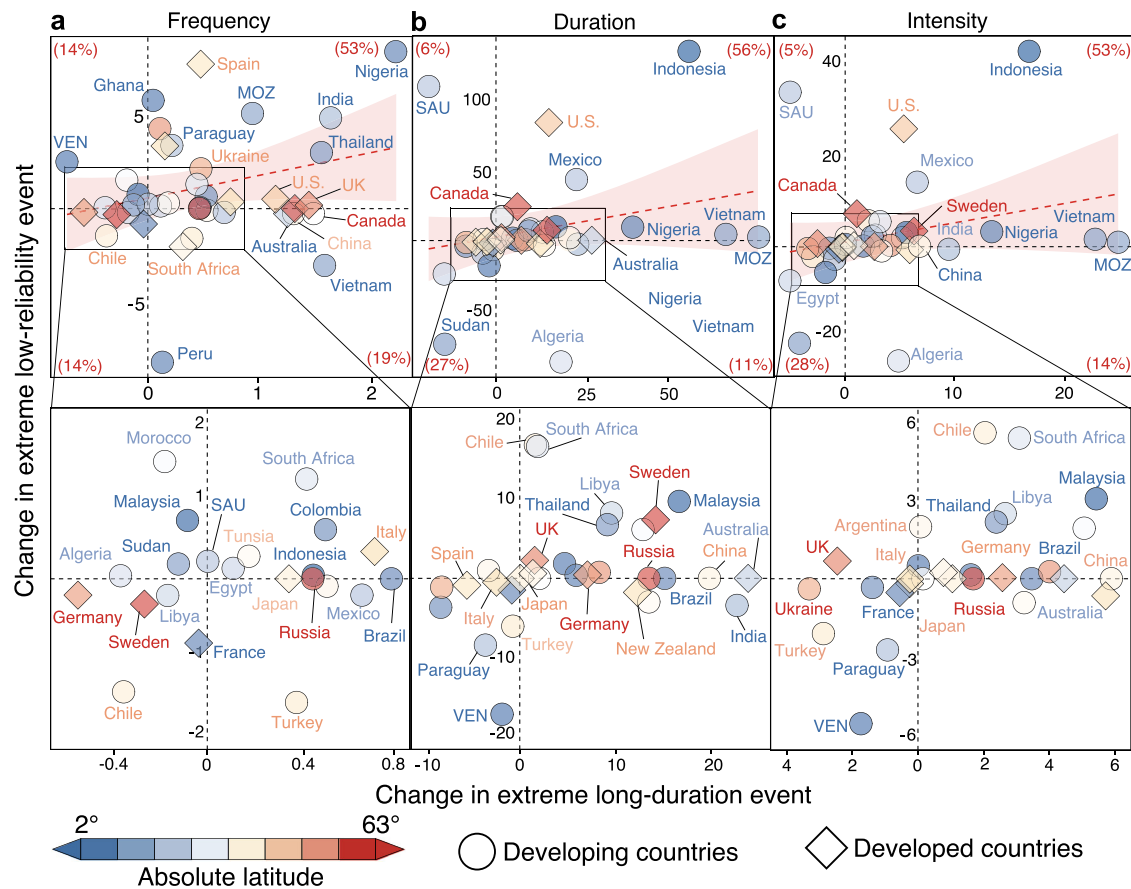 a Frequency
b Duration
c Intensity
Change in extreme low-reliability event
(14%) (53%)
Spain
Nigeria
Ghana
MOZ
India
5
VEN
Paraguay
Thailand
Ukraine
U.S. UK
Canada
Australia
China
Chile
South Africa
Vietnam
-5
Peru
(14%) (19%)
0 1 2
(6%) (56%)
Indonesia
SAU
100
U.S.
Mexico
50
Canada
Vietnam
Nigeria
0
MOZ
Australia
-50
Nigeria
Sudan
Vietnam
Algeria
(27%) (11%)
0 25 50
(5%) (53%)
40
Indonesia
SAU
U.S.
20
Mexico
Canada
Sweden
Vietnam
India
Nigeria
0
China
MOZ
Egypt
-20
Algeria
(28%) (14%)
0 10 20
2
Morocco
South Africa
1
Malaysia
SAU
Colombia
Sudan
Tunsia
Italy
Algeria
Indonesia
0
Egypt
Japan
Germany
Libya
Mexico
Sweden
Russia
Brazil
-1
France
Chile
Turkey
-2
-0.4 0 0.4 0.8
20
Chile
South Africa
Sweden
10
Libya
Malaysia
Thailand
UK
Australia
Spain
Russia
China
0
Italy
Japan
Brazil
Germany
India
Turkey
New Zealand
-10
Paraguay
VEN
-20
-10 0 10 20
6
Chile
South Africa
Malaysia
3
Thailand
Libya
Argentina
UK
Italy
Germany
Brazil
China
0
Ukraine
France
Russia
Australia
Japan
Turkey
-3
Paraguay
VEN
-6
4 2 0 2 4 6
Change in extreme long-duration event
2° 63°
Absolute latitude
Developing countries
Developed countries